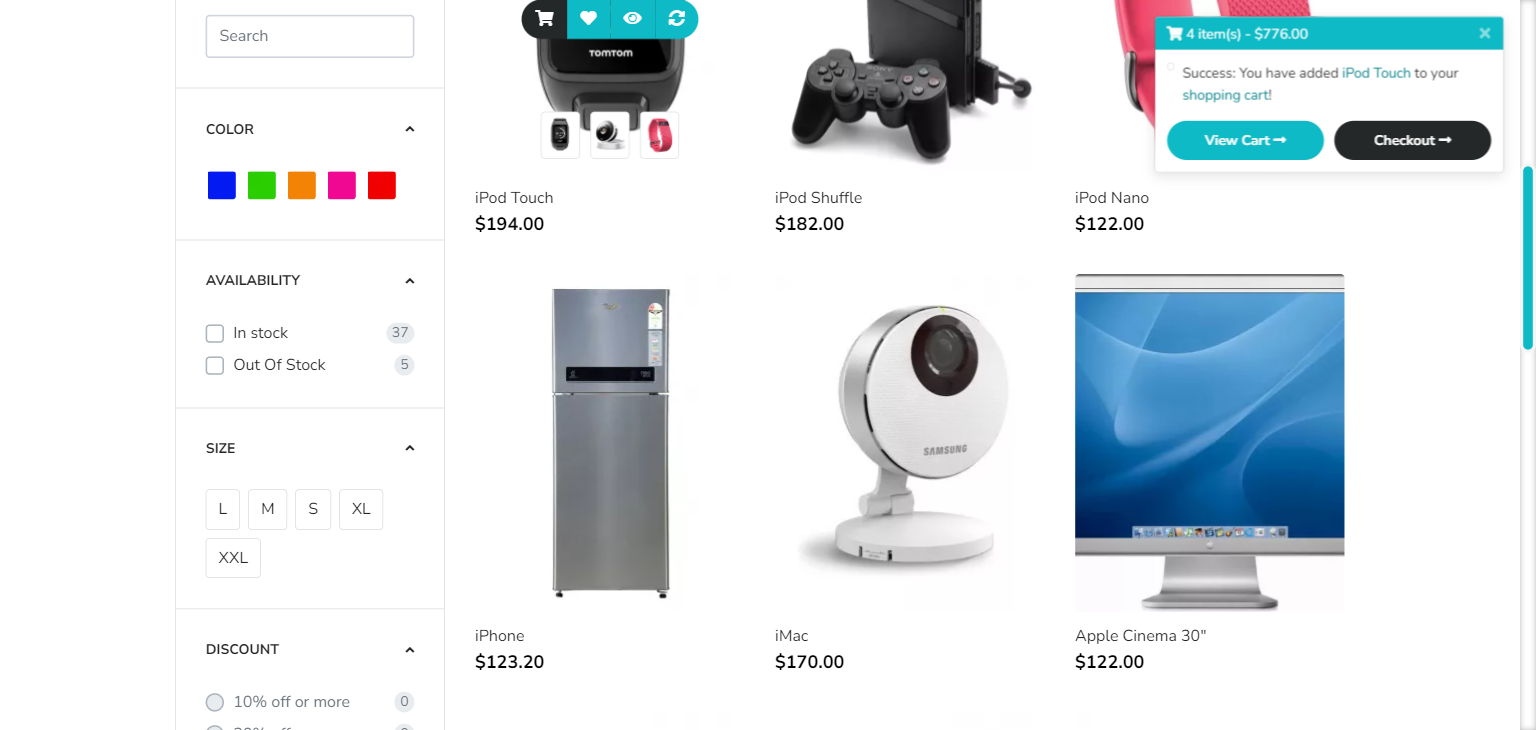 Search
TOMTOM
SONY
4 item(s) - $776.00
×
Success: You have added iPod Touch to your
shopping cart!
View Cart
Checkout
COLOR
iPod Touch
$194.00
iPod Shuffle
$182.00
iPod Nano
$122.00
AVAILABILITY
In stock 37
Out Of Stock 5
SIZE
L M S XL
XXL
SAMSUNG
DISCOUNT
iPhone
$123.20
iMac
$170.00
Apple Cinema 30"
$122.00
10% off or more 0